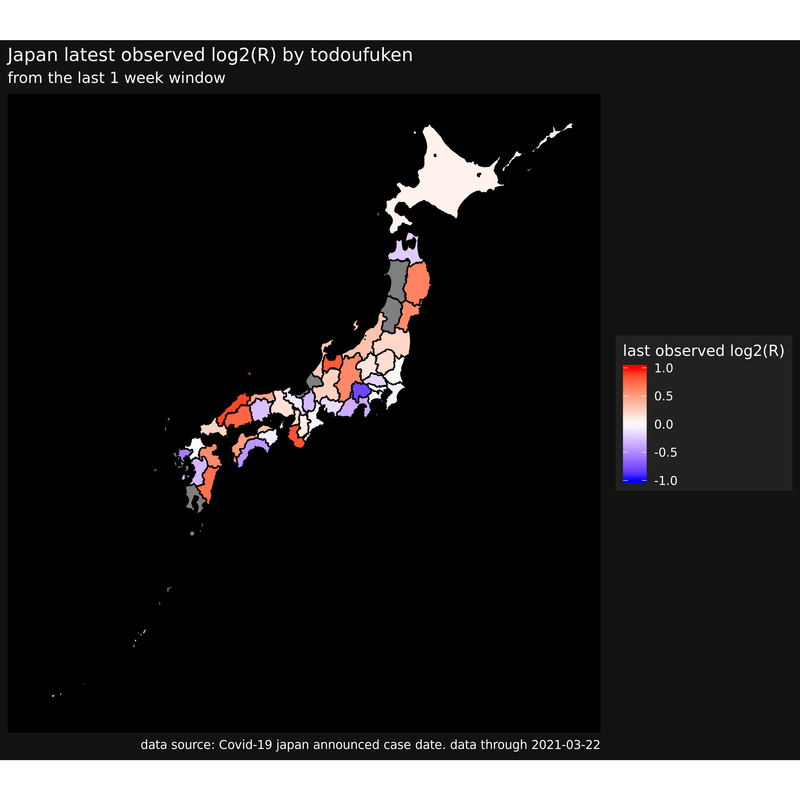 Japan latest observed log2(R) by todoufuken
from the last 1 week window
last observed log2(R)
1.0
0.5
0.0
-0.5
-1.0
data source: Covid-19 japan announced case date. data through 2021-03-22